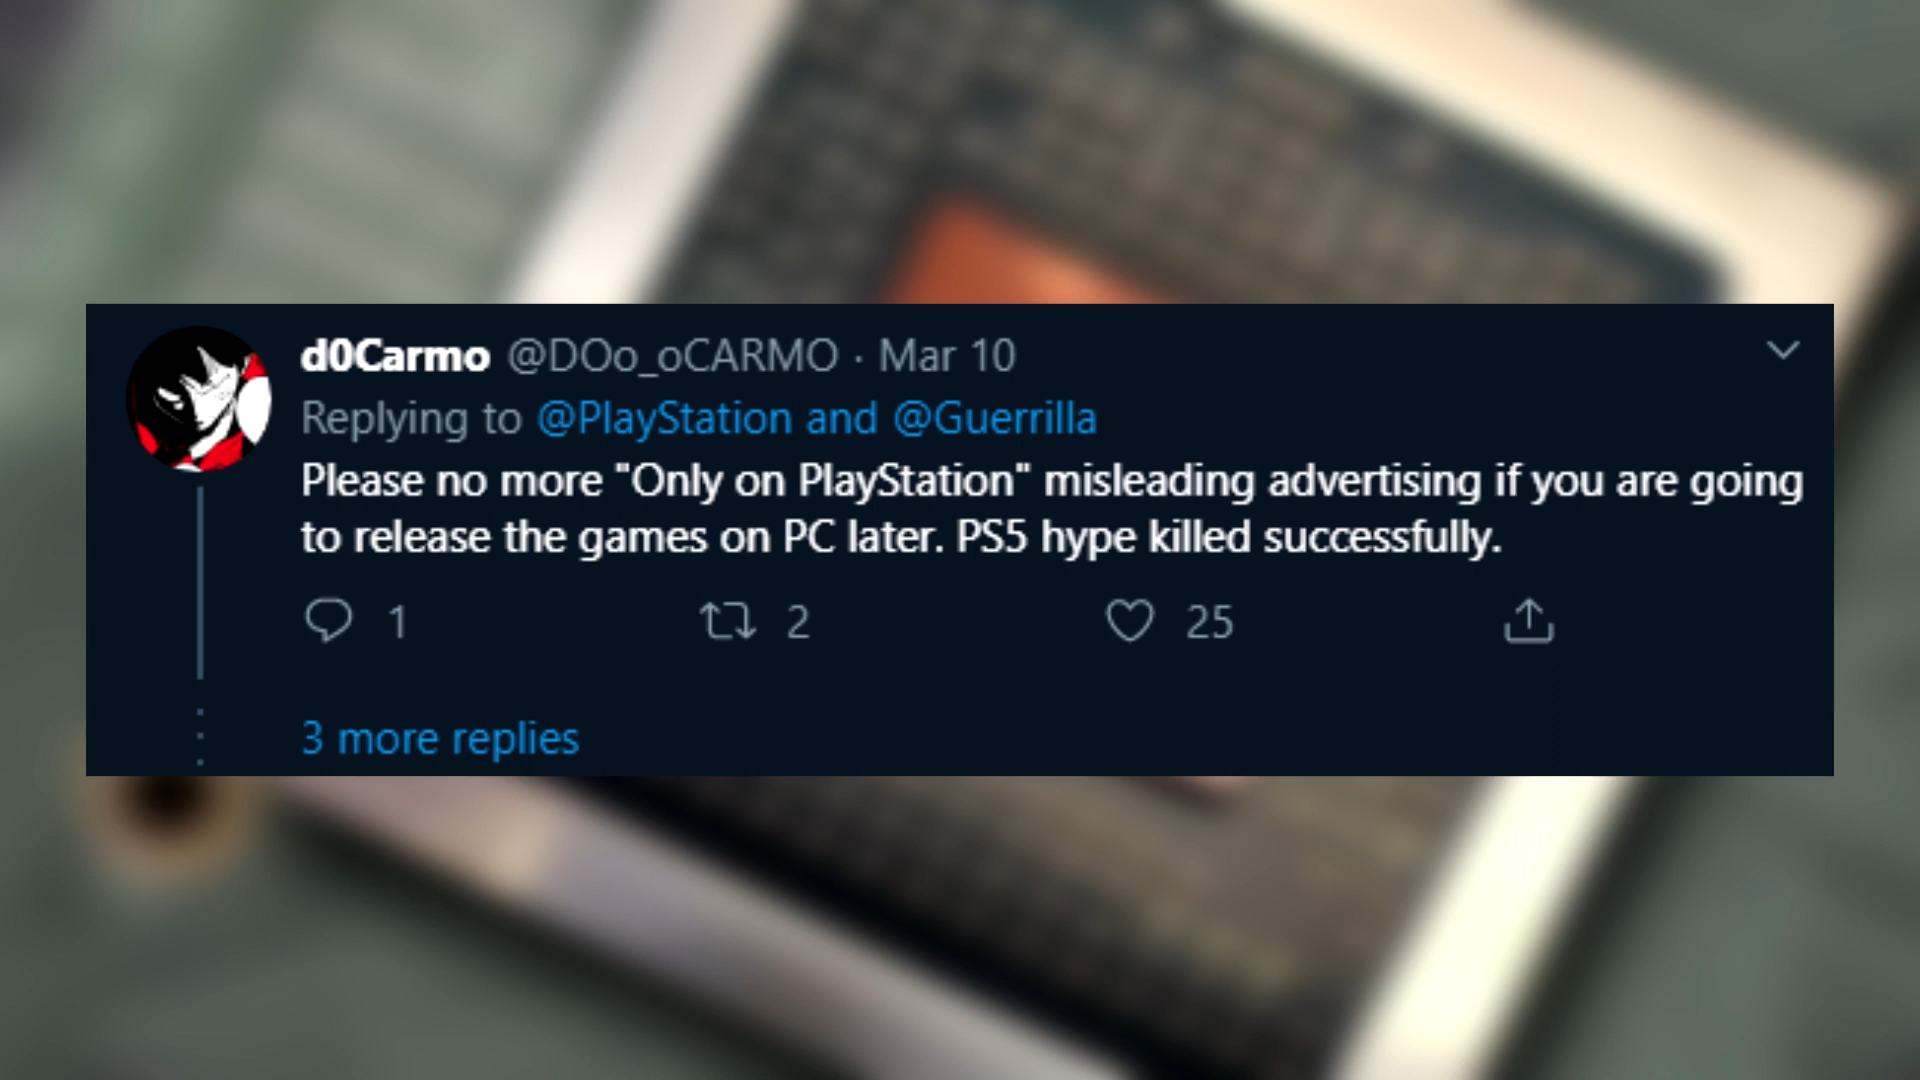 d0Carmo @DOo_oCARMO · Mar 10
Replying to @PlayStation and @Guerrilla
Please no more "Only on PlayStation" misleading advertising if you are going
to release the games on PC later. PS5 hype killed successfully.
1 2 25
3 more replies